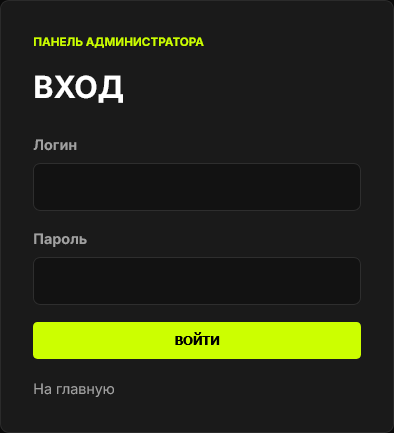 ПАНЕЛЬ АДМИНИСТРАТОРА
ВХОД
Логин
Пароль
ВОЙТИ
На главную